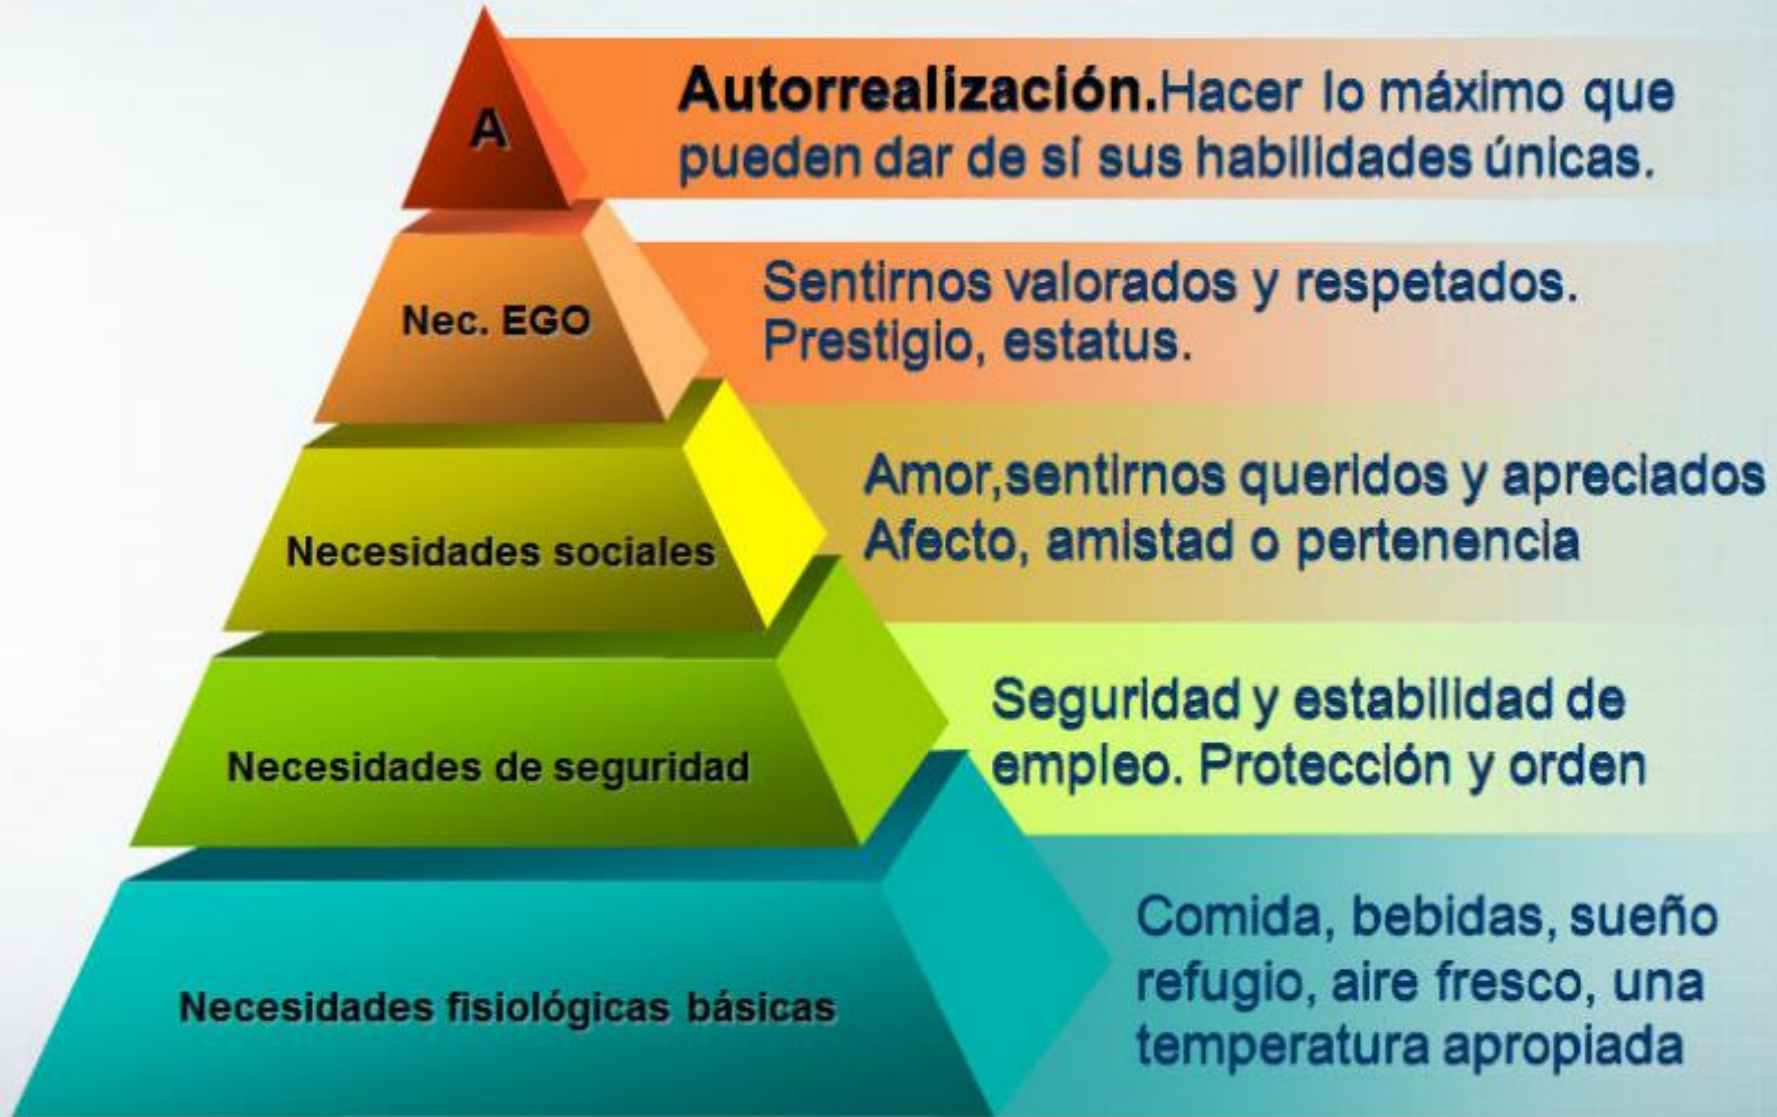 A
Autorrealización.Hacer lo máximo que
pueden dar de sí sus habilidades únicas.
Nec. EGO
Sentirnos valorados y respetados.
Prestigio, estatus.
Necesidades sociales
Amor,sentirnos queridos y apreciados
Afecto, amistad o pertenencia
Necesidades de seguridad
Seguridad y estabilidad de
empleo. Protección y orden
Necesidades fisiológicas básicas
Comida, bebidas, sueño
refugio, aire fresco, una
temperatura apropiada